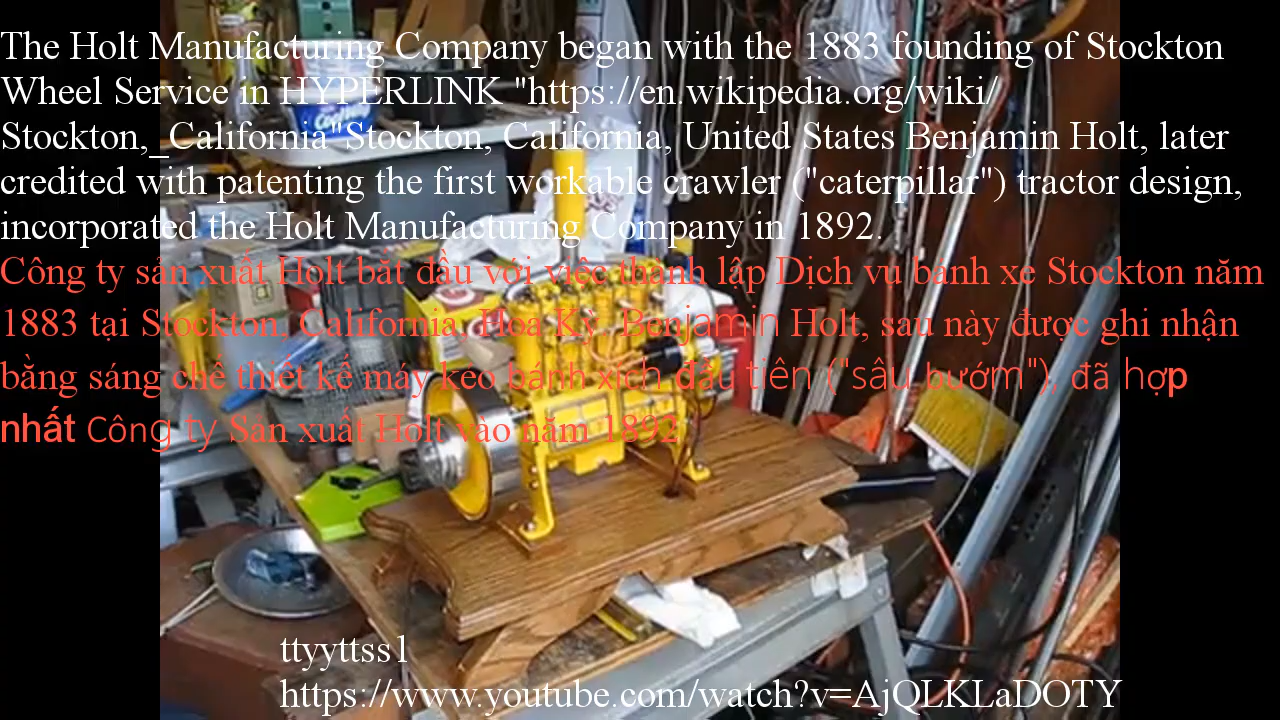 The Holt Manufacturing Company began with the 1883 founding of Stockton
Wheel Service in HYPERLINK "https://en.wikipedia.org/wiki/
Stockton,_California"Stockton, California, United States Benjamin Holt, later
credited with patenting the first workable crawler ("caterpillar") tractor design,
incorporated the Holt Manufacturing Company in 1892.
Công ty sản xuất Holt bắt đầu với việc thành lập Dịch vụ bánh xe Stockton năm
1883 tại Stockton, California, Hoa Kỳ. Benjamin Holt, sau này được ghi nhận
bằng sáng chế thiết kế máy kéo bánh xích đầu tiên ("sâu bướm"), đã hợp
nhất Công ty Sản xuất Holt vào năm 1892.
ttyyttss1
https://www.youtube.com/watch?v=AjQLKLaDOTY